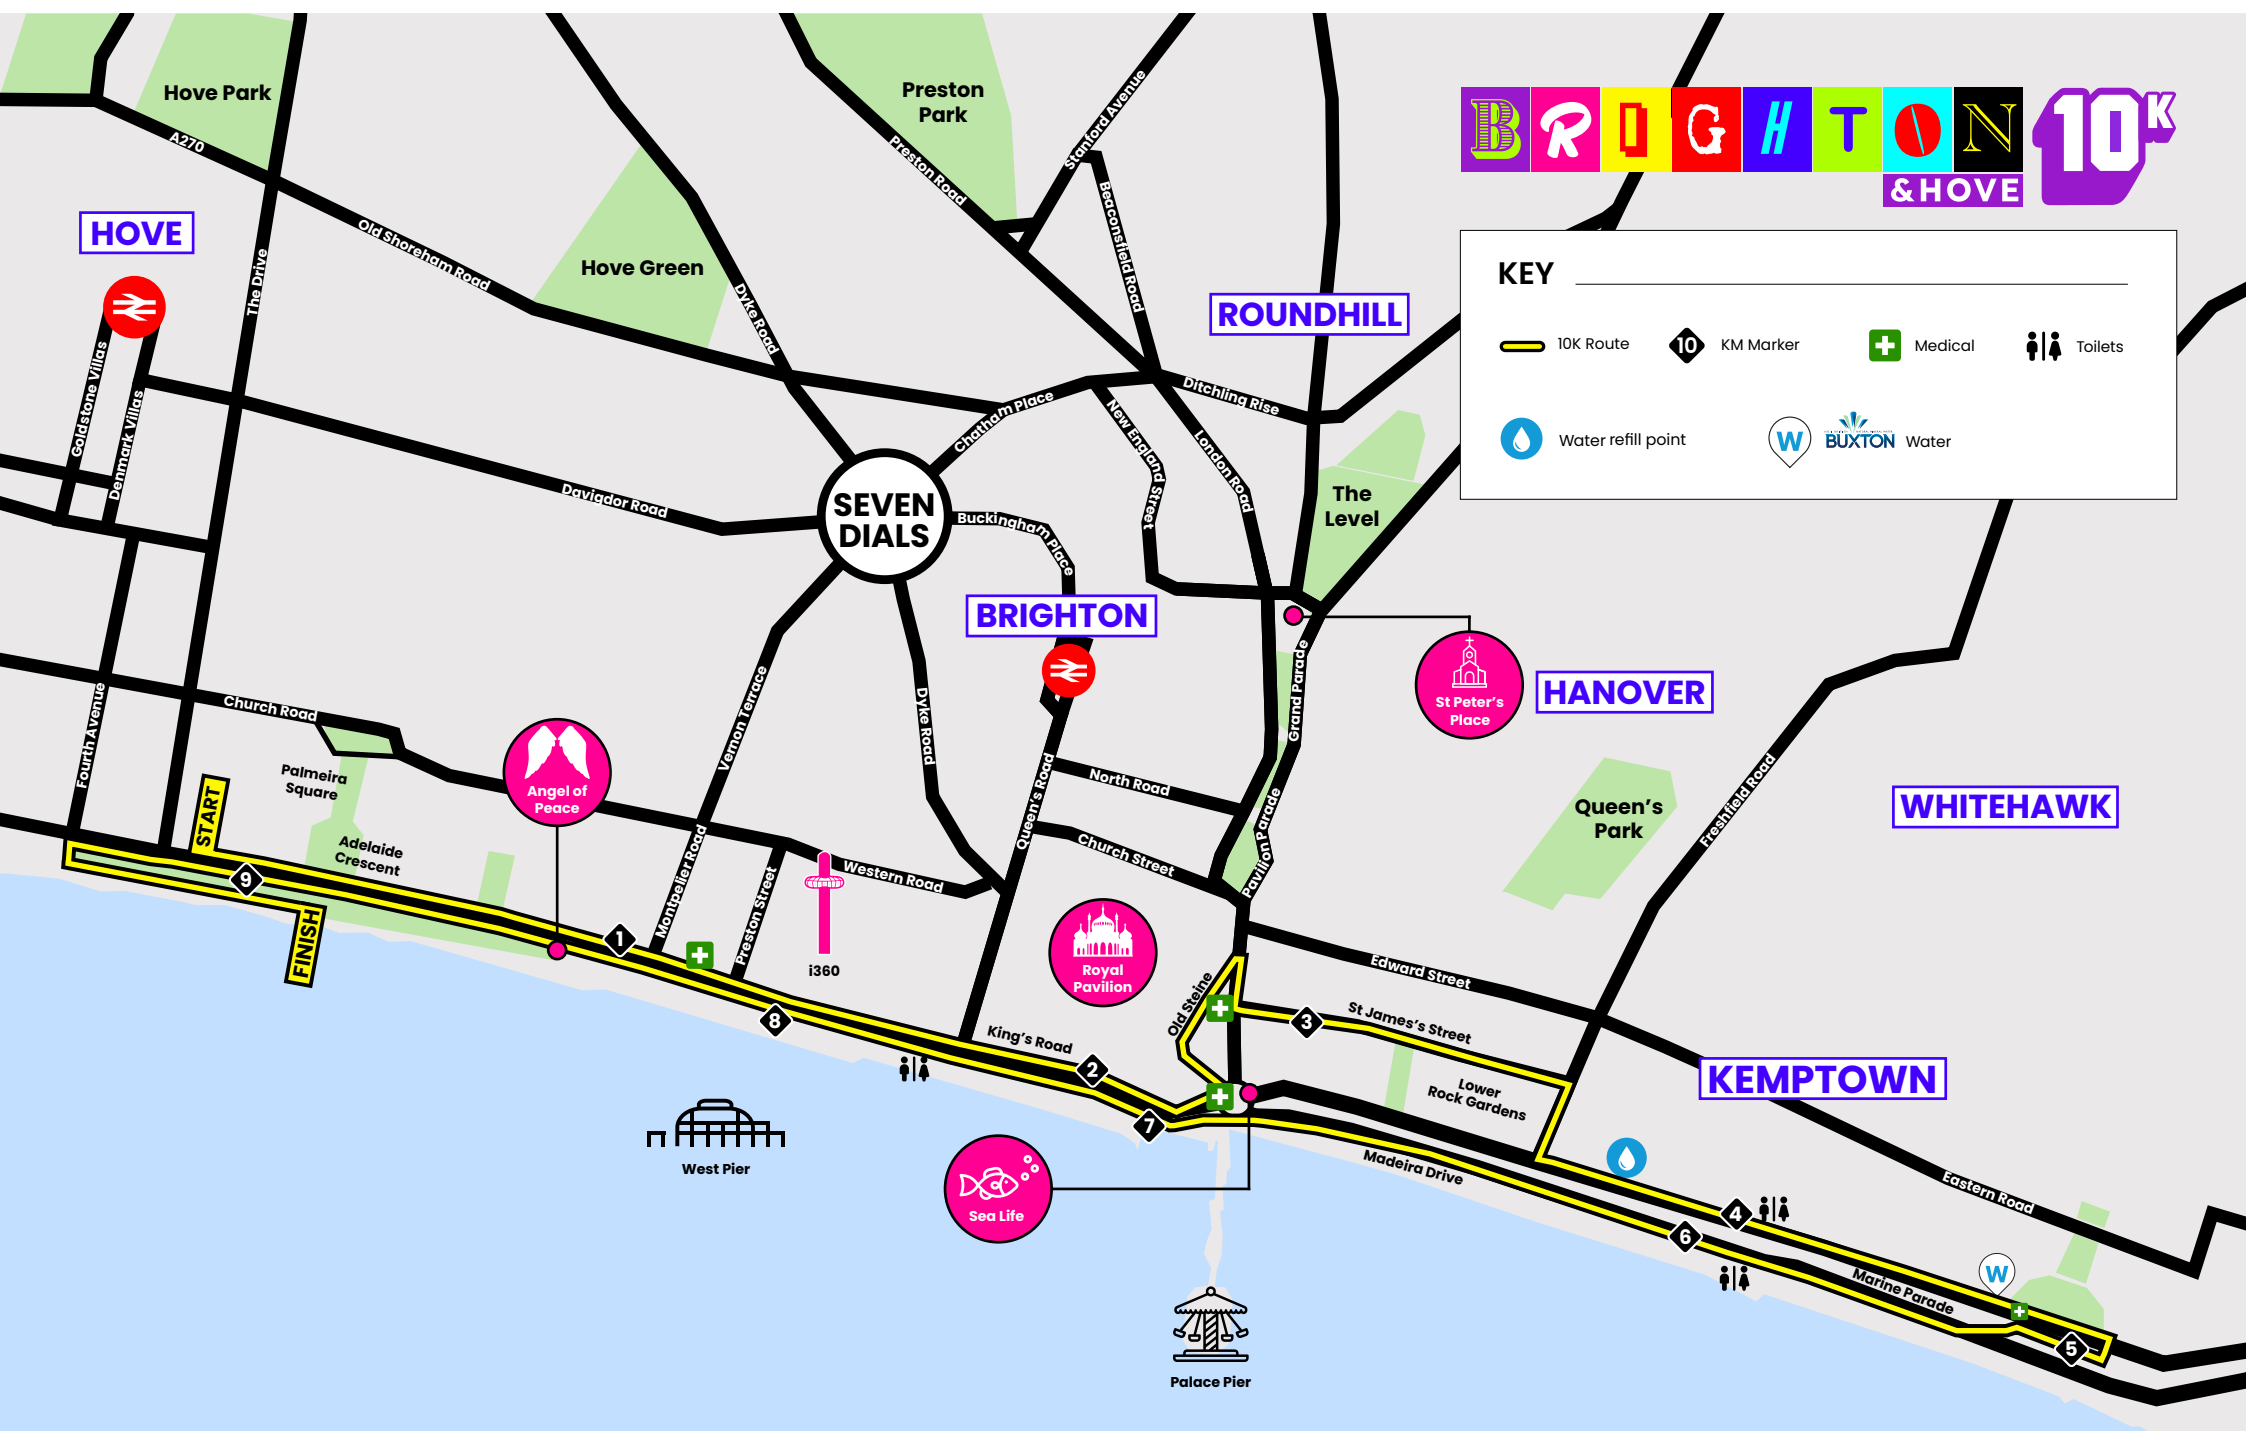 BRIGHTON
&HOVE
10K
KEY
10K Route
10
KM Marker
Medical
Toilets
Water refill point
W
BUXTON
Water
Hove Park
Preston
Park
A270
Stanford Avenue
Preston Road
Beaconsfield Road
HOVE
Old Shoreham Road
The Drive
Hove Green
Dyke Road
ROUNDHILL
Goldstone Villas
Denmark Villas
Chatham Place
Ditchling Rise
New England Street
London Road
Davigdor Road
SEVEN
DIALS
Buckingham Place
The
Level
BRIGHTON
St Peter's
Place
HANOVER
Grand Parade
Church Road
Fourth Avenue
Vernon Terrace
Dyke Road
Palmeira
Square
START
Angel of
Peace
Queen's Road
North Road
Pavilion Parade
Queen's
Park
Freshfield Road
WHITEHAWK
Adelaide
Crescent
9
Montpelier Road
Preston Street
Western Road
Church Street
FINISH
1
i360
Royal
Pavilion
Edward Street
Old Steine
8
King's Road
3
St James's Street
2
Lower
Rock Gardens
KEMPTOWN
7
West Pier
Sea Life
Madeira Drive
Eastern Road
4
6
W
Marine Parade
5
Palace Pier